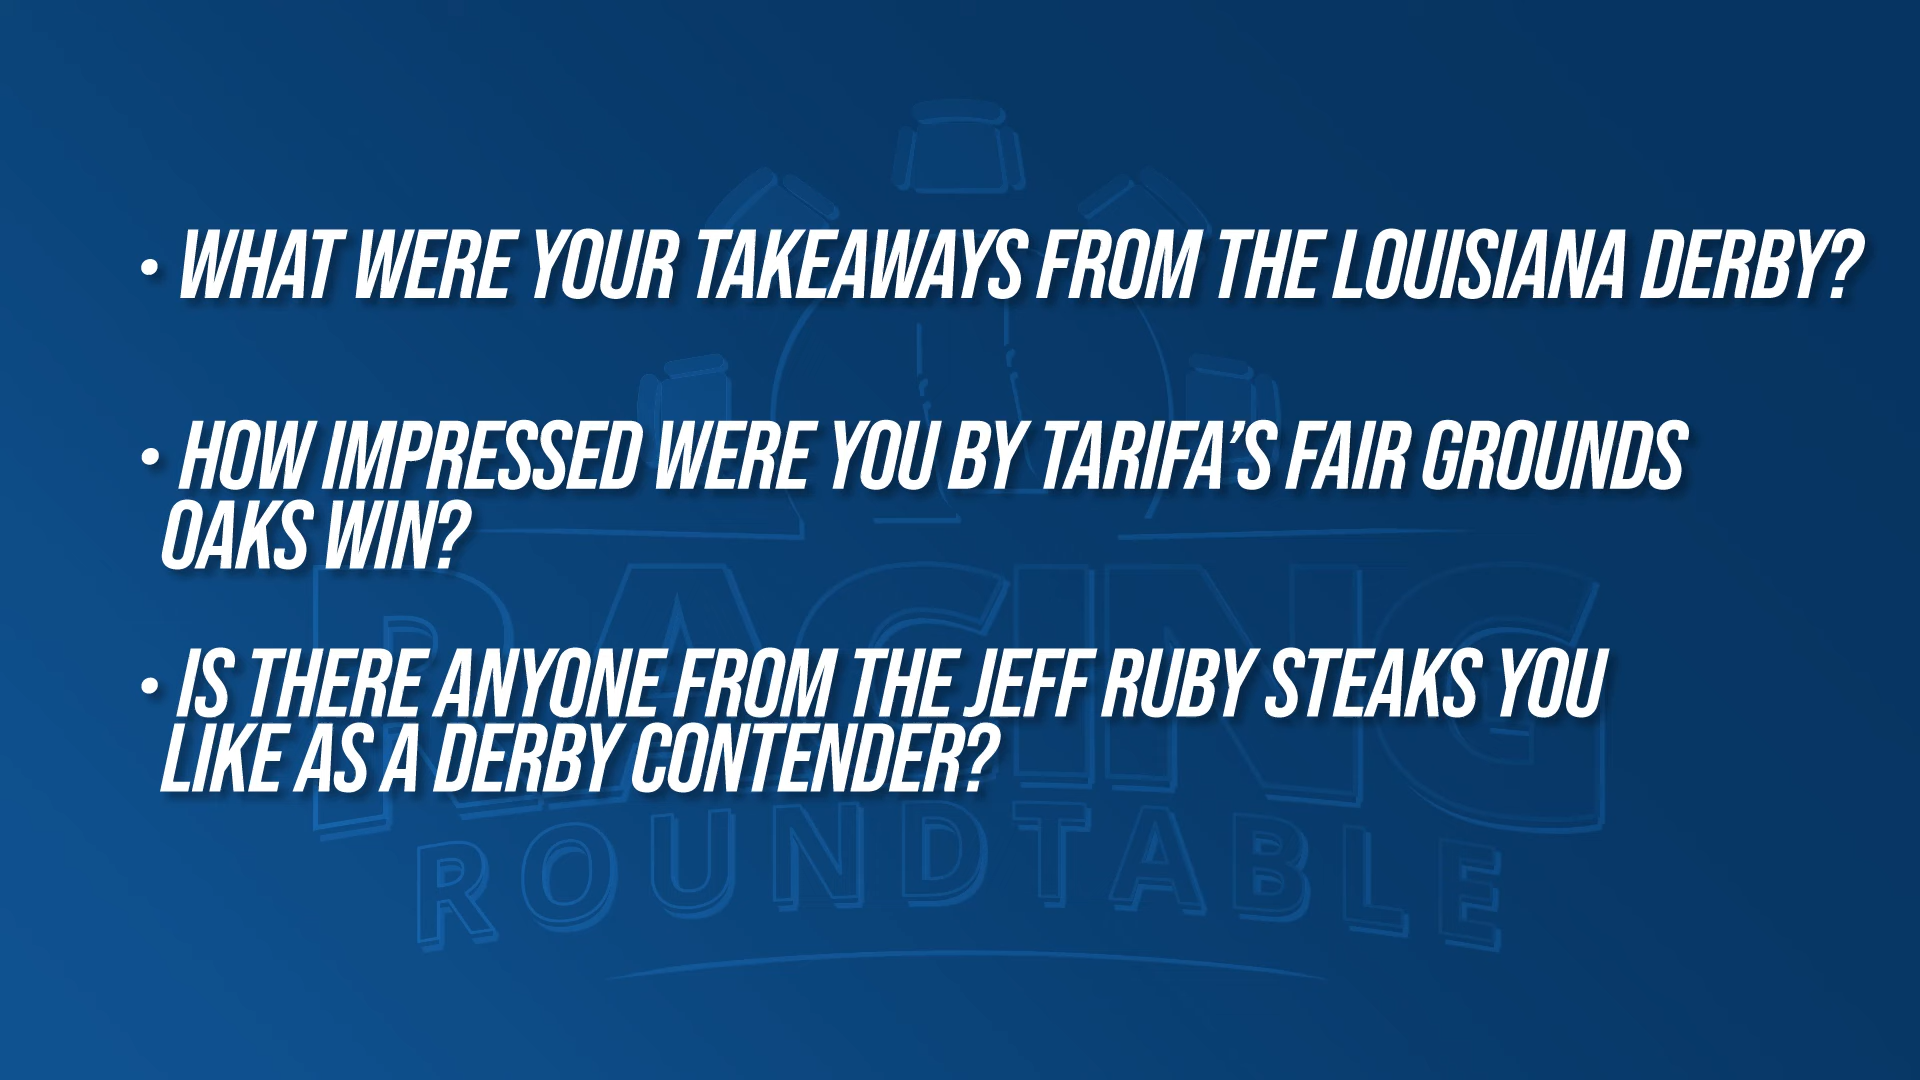 • WHAT WERE YOUR TAKEAWAYS FROM THE LOUISIANA DERBY?
• HOW IMPRESSED WERE YOU BY TARIFA’S FAIR GROUNDS
OAKS WIN?
• IS THERE ANYONE FROM THE JEFF RUBY STEAKS YOU
LIKE AS A DERBY CONTENDER?
RACING
ROUNDTABLE